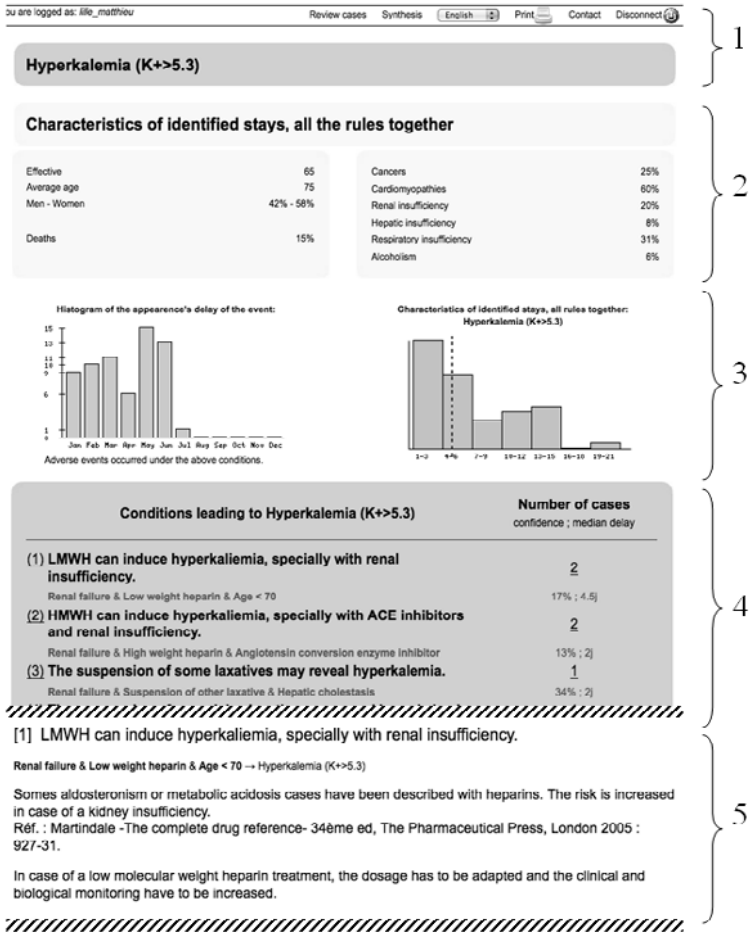 ou are logged as: lille_matthieu Review cases Synthesis English Print Contact Disconnect
1
Hyperkalemia (K+>5.3)
Characteristics of identified stays, all the rules together
2
Effective 65
Average age 75
Men - Women 42% - 58%
Deaths 15%
Cancers 25%
Cardiomyopathies 60%
Renal insufficiency 20%
Hepatic insufficiency 8%
Respiratory insufficiency 31%
Alcoholism 6%
3
Histogram of the appearence's delay of the event:
15
13
11
10
9
6
1
0
Jan Feb Mar Apr May Jun Jul Aug Sep Oct Nov Dec
Adverse events occurred under the above conditions.
Characteristics of identified stays, all rules together:
Hyperkalemia (K+>5.3)
1-3 4-6 7-9 10-12 13-15 16-18 19-21
4
Conditions leading to Hyperkalemia (K+>5.3)
Number of cases
confidence ; median delay
(1) LMWH can induce hyperkaliemia, specially with renal
insufficiency.
2
Renal failure & Low weight heparin & Age < 70 17% ; 4.5j
(2) HMWH can induce hyperkaliemia, specially with ACE inhibitors
and renal insufficiency.
2
Renal failure & High weight heparin & Angiotensin conversion enzyme inhibitor 13% ; 2j
(3) The suspension of some laxatives may reveal hyperkalemia. 1
Renal failure & Suspension of other laxative & Hepatic cholestasis 34% ; 2j
5
[1] LMWH can induce hyperkaliemia, specially with renal insufficiency.
Renal failure & Low weight heparin & Age < 70 → Hyperkalemia (K+>5.3)
Somes aldosteronism or metabolic acidosis cases have been described with heparins. The risk is increased
in case of a kidney insufficiency.
Réf. : Martindale -The complete drug reference- 34ème ed, The Pharmaceutical Press, London 2005 :
927-31.
In case of a low molecular weight heparin treatment, the dosage has to be adapted and the clinical and
biological monitoring have to be increased.